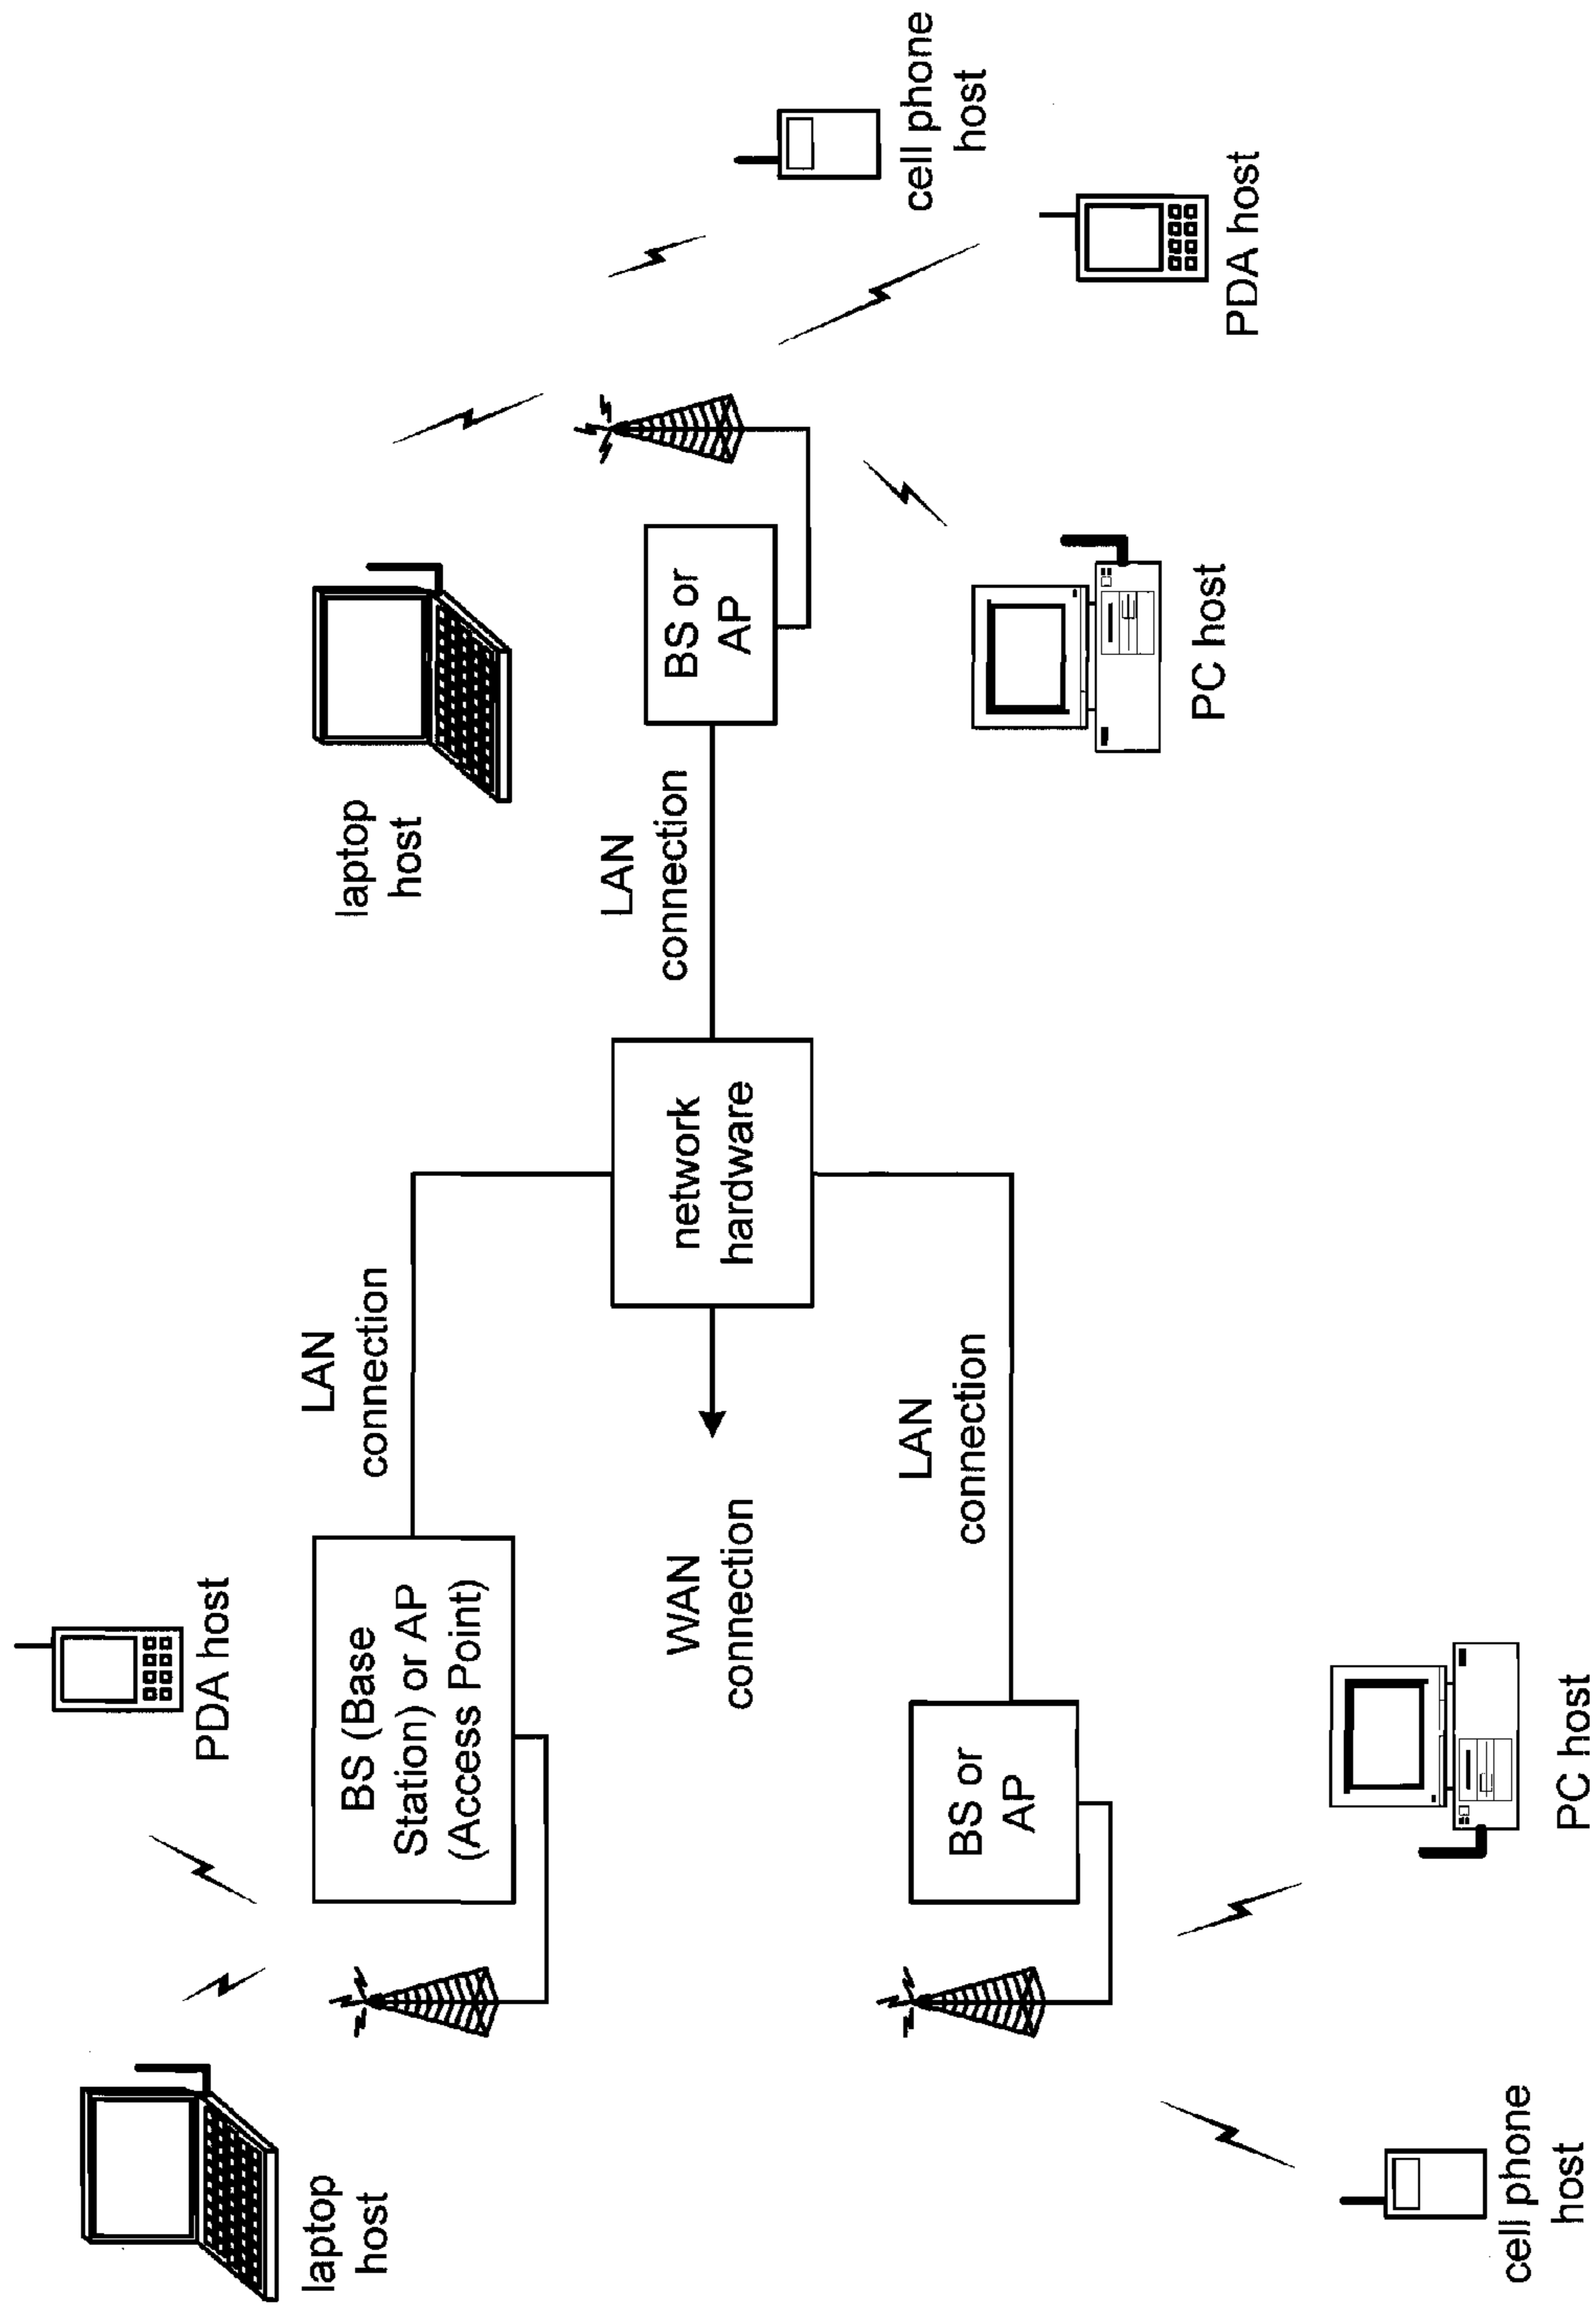 laptop
host
PDA host
BS (Base
Station) or AP
(Access Point)
LAN
connection
laptop
host
LAN
connection
BS or
AP
cell phone
host
PDA host
network
hardware
WAN
connection
PC host
LAN
connection
BS or
AP
cell phone
host
PC host